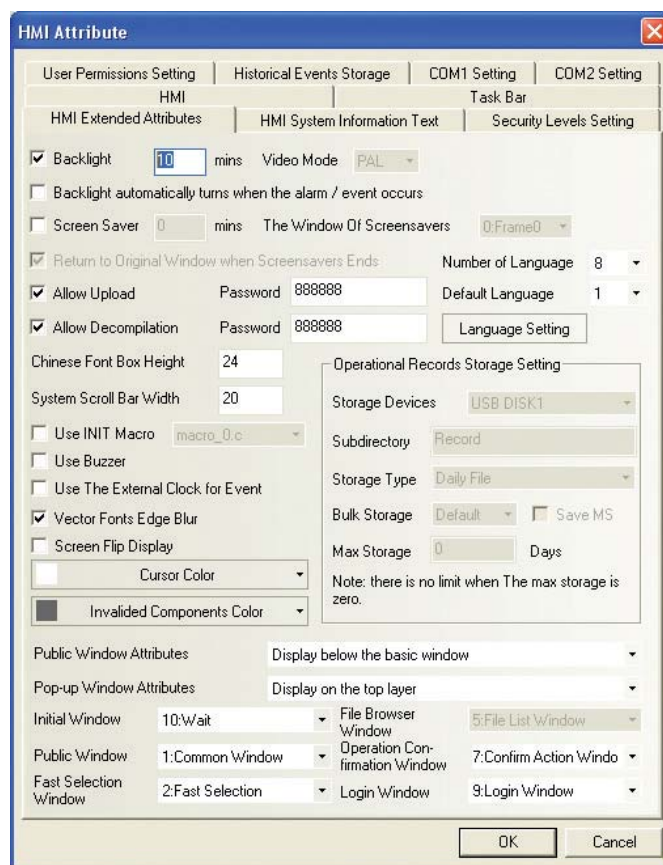 HMI Attribute
User Permissions Setting Historical Events Storage COM1 Setting COM2 Setting
HMI Task Bar
HMI Extended Attributes HMI System Information Text Security Levels Setting
Backlight 10 mins Video Mode PAL
Backlight automatically turns when the alarm / event occurs
Screen Saver 0 mins The Window Of Screensavers 0:Frame0
Return to Original Window when Screensavers Ends Number of Language 8
Allow Upload Password 888888 Default Language 1
Allow Decompilation Password 888888 Language Setting
Chinese Font Box Height 24
System Scroll Bar Width 20
Use INIT Macro macro_0.c
Use Buzzer
Use The External Clock for Event
Vector Fonts Edge Blur
Screen Flip Display
Cursor Color
Invalided Components Color
Operational Records Storage Setting
Storage Devices USB DISK1
Subdirectory Record
Storage Type Daily File
Bulk Storage Default Save MS
Max Storage 0 Days
Note: there is no limit when The max storage is
zero.
Public Window Attributes Display below the basic window
Pop-up Window Attributes Display on the top layer
Initial Window 10:Wait File Browser
Window 5:File List Window
Public Window 1:Common Window Operation Con-
firmation Window 7:Confirm Action Windo
Fast Selection
Window 2:Fast Selection Login Window 9:Login Window
OK Cancel